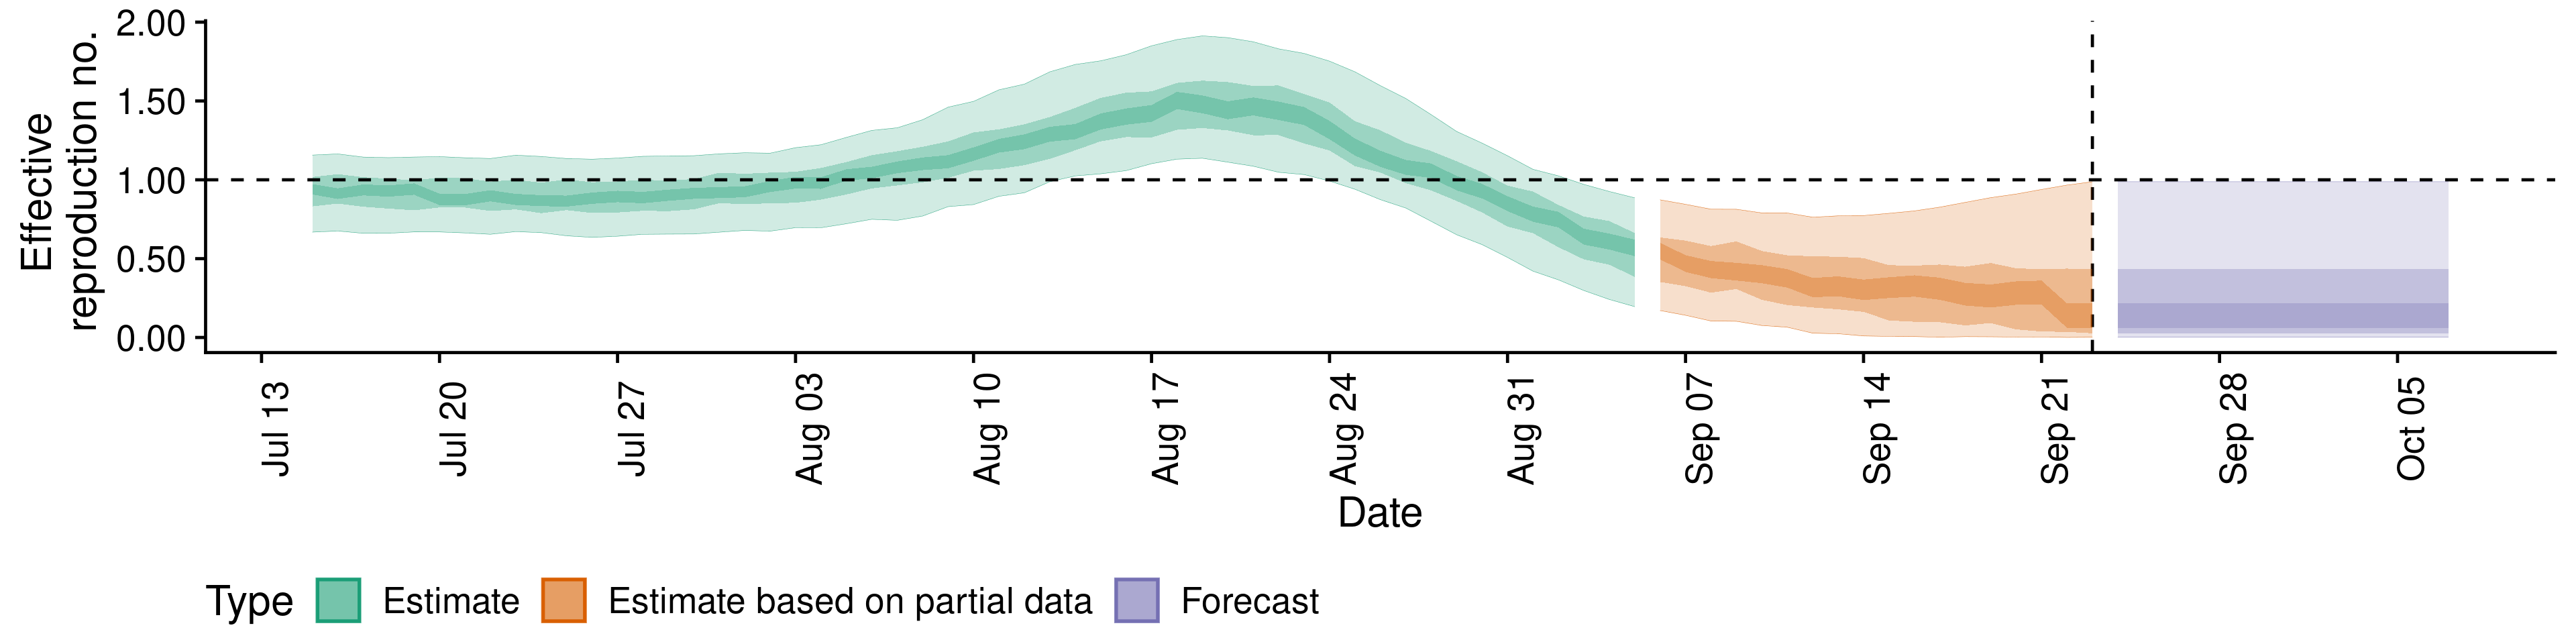 Effective
reproduction no.
2.00
1.50
1.00
0.50
0.00
Jul 13
Jul 20
Jul 27
Aug 03
Aug 10
Aug 17
Aug 24
Aug 31
Sep 07
Sep 14
Sep 21
Sep 28
Oct 05
Date
Type Estimate Estimate based on partial data Forecast